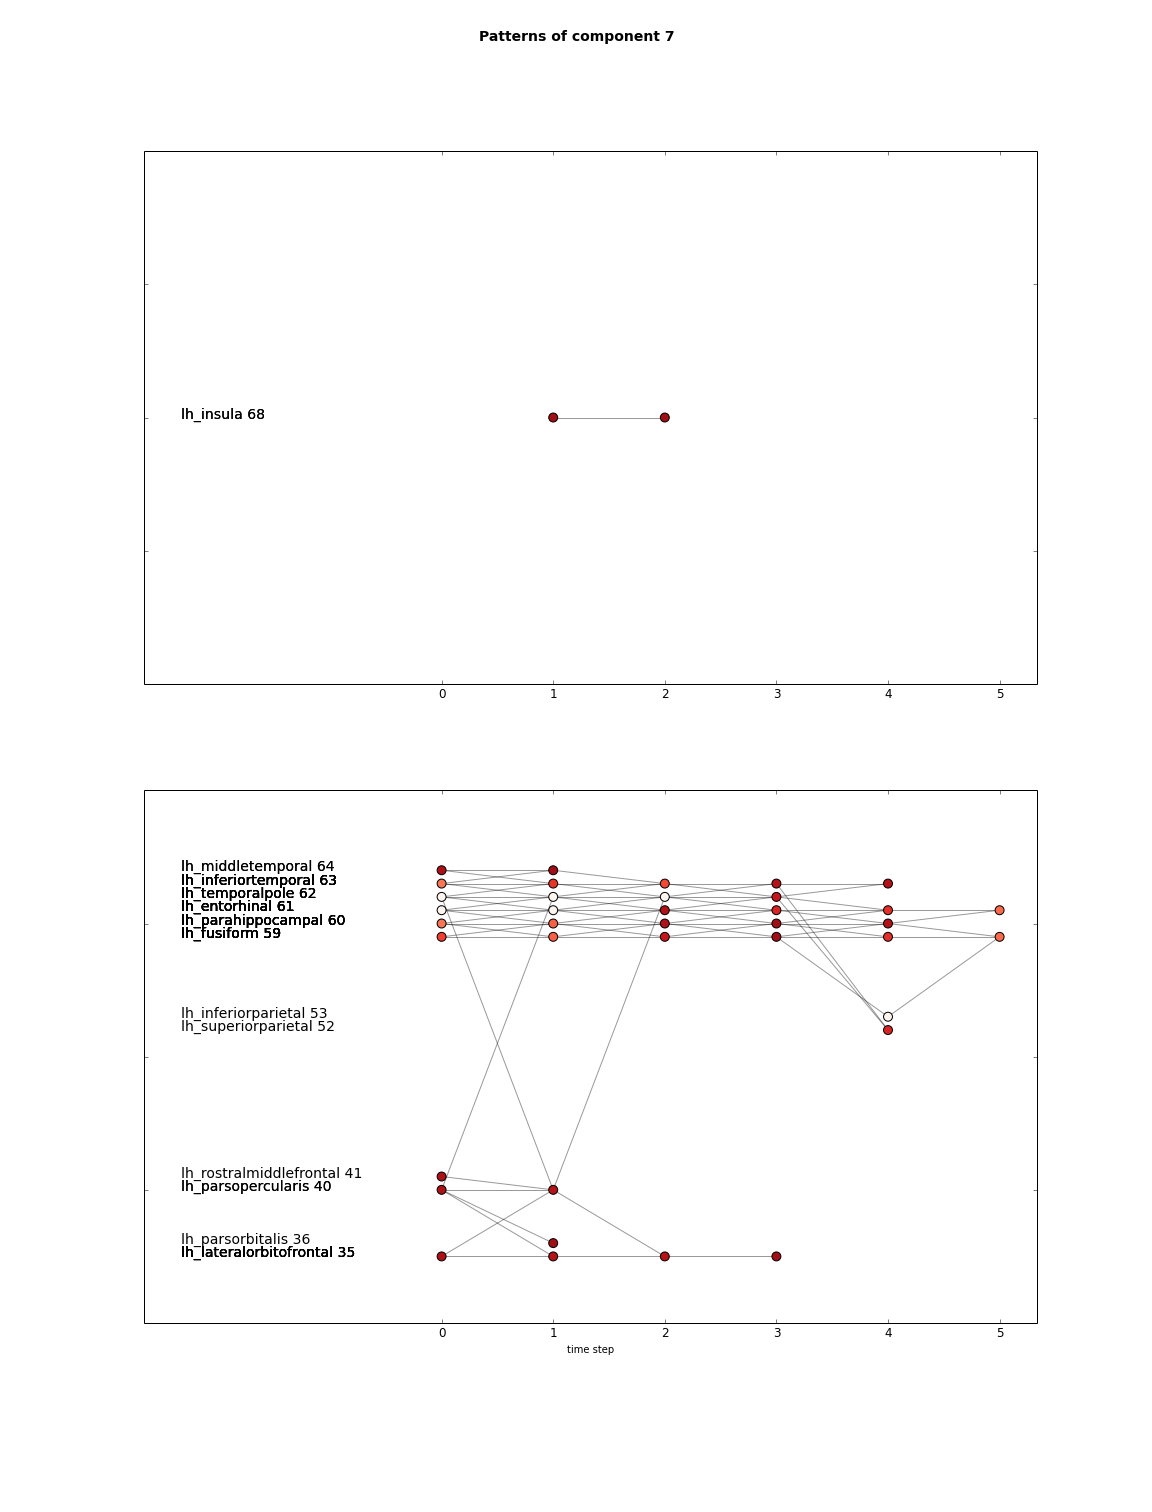 Patterns of component 7
lh_insula 68
0 1 2 3 4 5
lh_middletemporal 64
lh_inferiortemporal 63
lh_temporalpole 62
lh_entorhinal 61
lh_parahippocampal 60
lh_fusiform 59
lh_inferiorparietal 53
lh_superiorparietal 52
lh_rostralmiddlefrontal 41
lh_parsopercularis 40
lh_parsorbitalis 36
lh_lateralorbitofrontal 35
0 1 2 3 4 5
time step